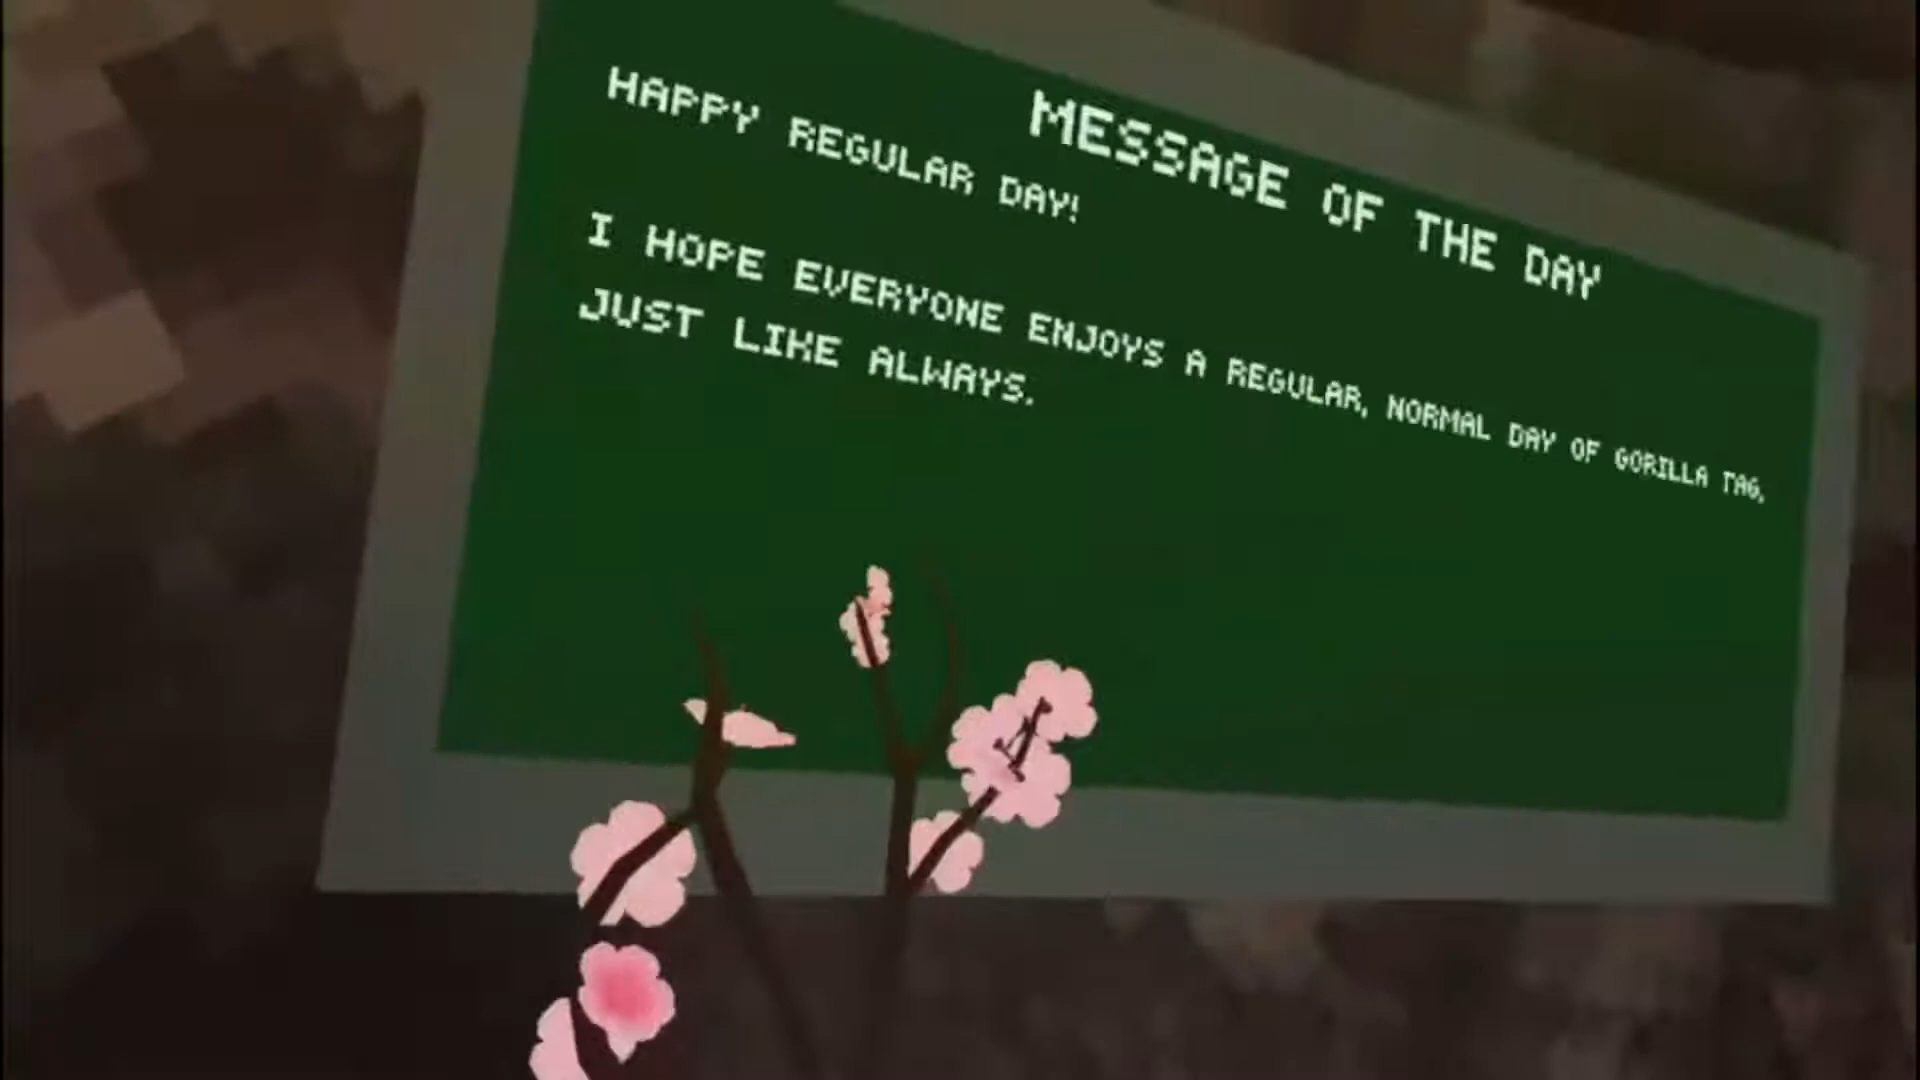 MESSAGE OF THE DAY
HAPPY REGULAR DAY!
I HOPE EVERYONE ENJOYS A REGULAR, NORMAL DAY OF GORILLA TAG,
JUST LIKE ALWAYS.